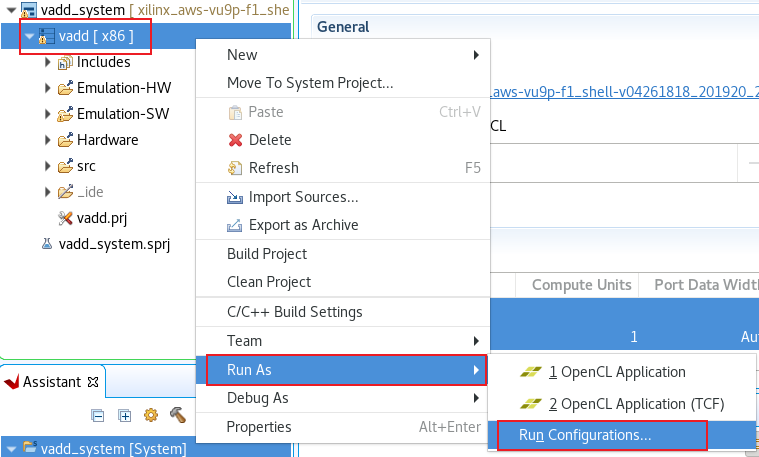 vadd_system [ xilinx_aws-vu9p-f1_she
vadd [ x86 ]
Includes
Emulation-HW
Emulation-SW
Hardware
src
_ide
vadd.prj
vadd_system.sprj
Assistant
vadd_system [System]
New
Move To System Project...
Paste Ctrl+V
Delete
Refresh F5
Import Sources...
Export as Archive
Build Project
Clean Project
C/C++ Build Settings
Team
Run As
Debug As
Properties Alt+Enter
1 OpenCL Application
2 OpenCL Application (TCF)
Run Configurations...
General
aws-vu9p-f1_shell-v04261818_201920_2
CL
Compute Units Port Data Widt
1 Au